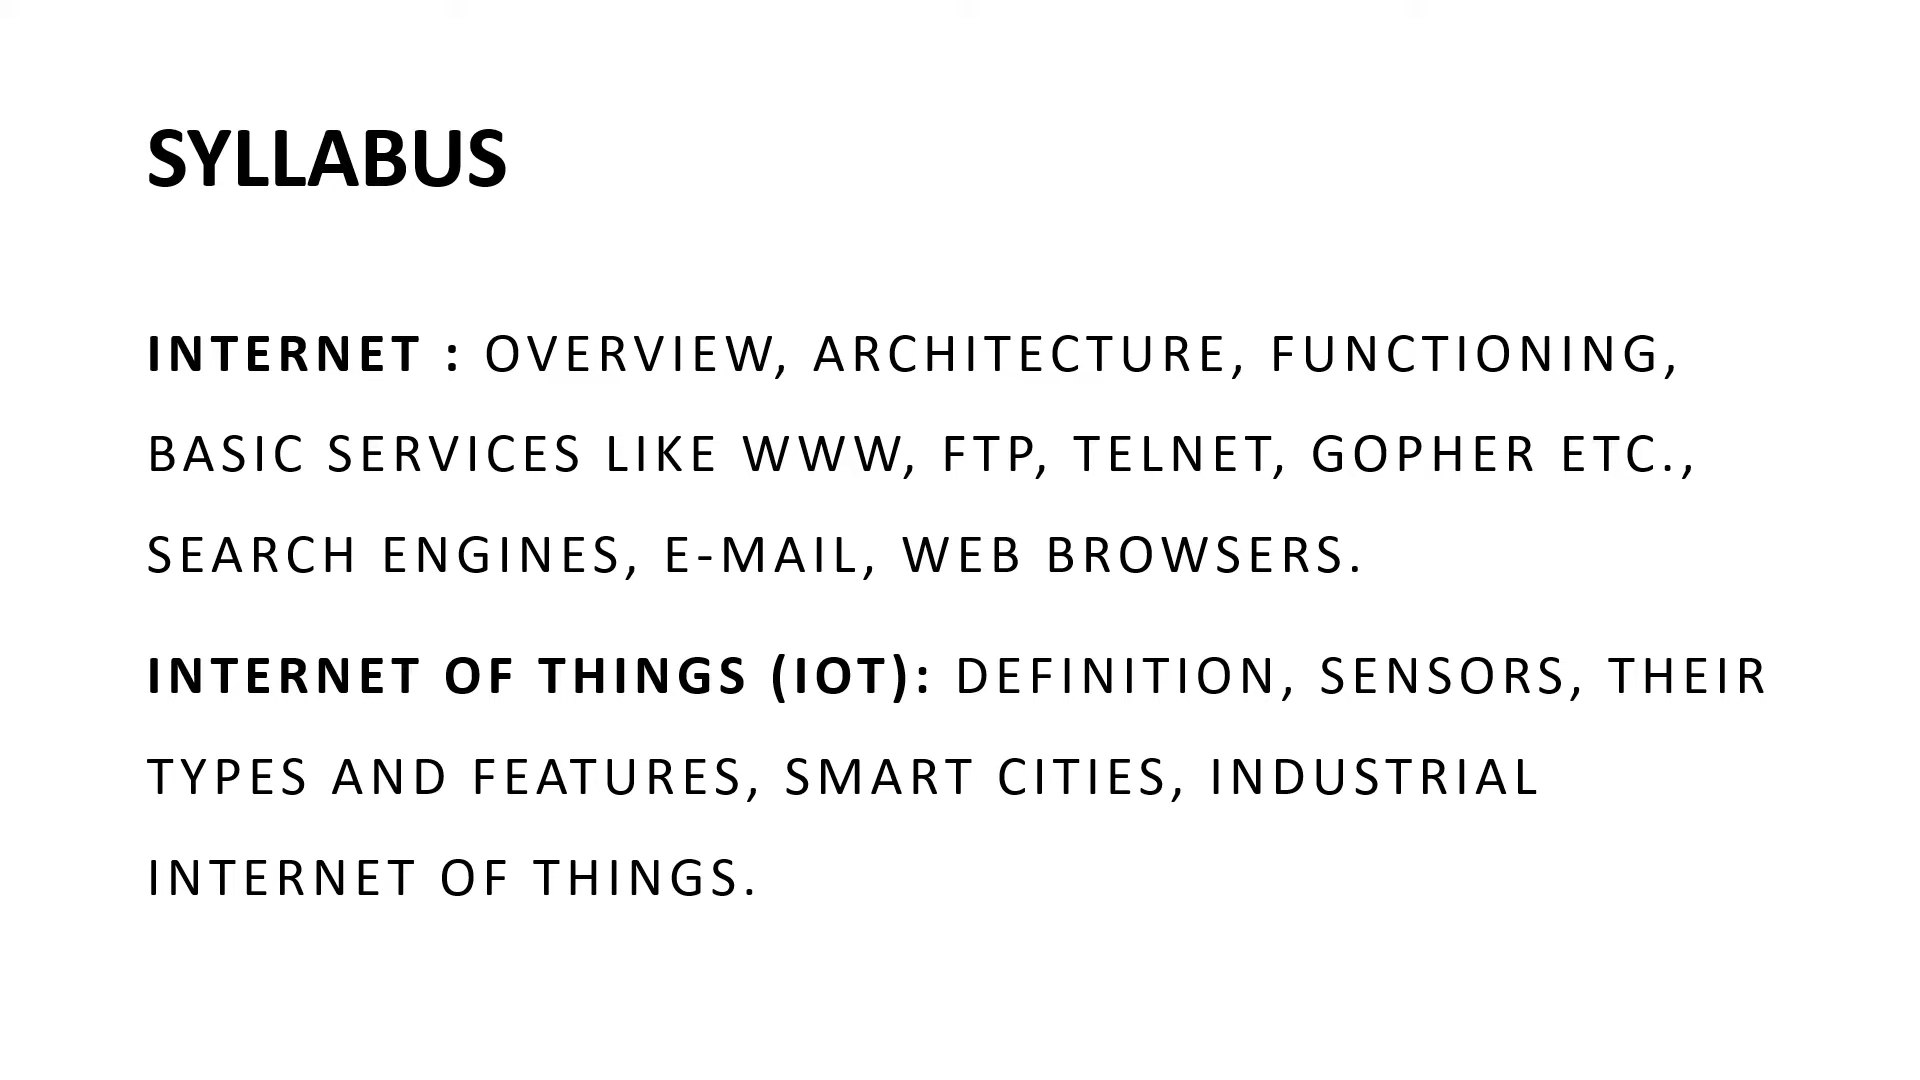 SYLLABUS
INTERNET : OVERVIEW, ARCHITECTURE, FUNCTIONING,
BASIC SERVICES LIKE WWW, FTP, TELNET, GOPHER ETC.,
SEARCH ENGINES, E-MAIL, WEB BROWSERS.
INTERNET OF THINGS (IOT): DEFINITION, SENSORS, THEIR
TYPES AND FEATURES, SMART CITIES, INDUSTRIAL
INTERNET OF THINGS.